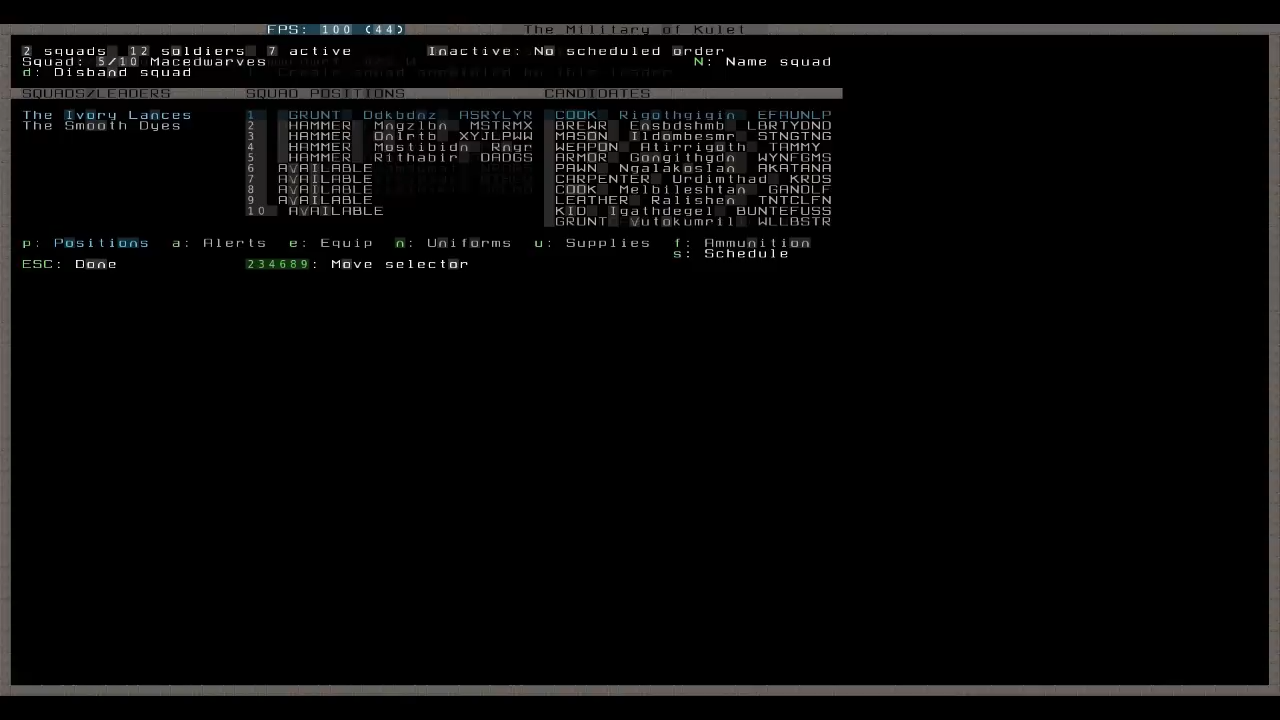 FPS: 100 (44) The Military of Kulet
2 squads 12 soldiers 7 active Inactive: No scheduled order
Squad: 5/10 Macedwarves N: Name squad
d: Disband squad
SQUADS/LEADERS SQUAD POSITIONS CANDIDATES
The Ivory Lances 1 GRUNT Ddkbdnz ASRYLYR COOK Rigothgigin EFAUNLP
The Smooth Dyes 2 HAMMER Mngzlbn MSTRMX BREWR Ensbdshmb LBRTYDND
3 HAMMER Onlrtb XYJLPWW MASON Ildombesmr STNGTNG
4 HAMMER Mostibidn Rngr WEAPON Atirrigoth TAMMY
5 HAMMER Rithabir DADGS ARMOR Gongithgdn WYNFGMS
6 AVAILABLE PAWN Ngalakoslan AKATANA
7 AVAILABLE CARPENTER Urdimthad KRDS
8 AVAILABLE COOK Melbileshtan GANDLF
9 AVAILABLE LEATHER Ralishen TNTCLFN
10 AVAILABLE KID Igathdegel BUNTEFUSS
GRUNT Vutokumril WLLBSTR
p: Positions a: Alerts e: Equip n: Uniforms u: Supplies f: Ammunition
s: Schedule
ESC: Done 234689: Move selector